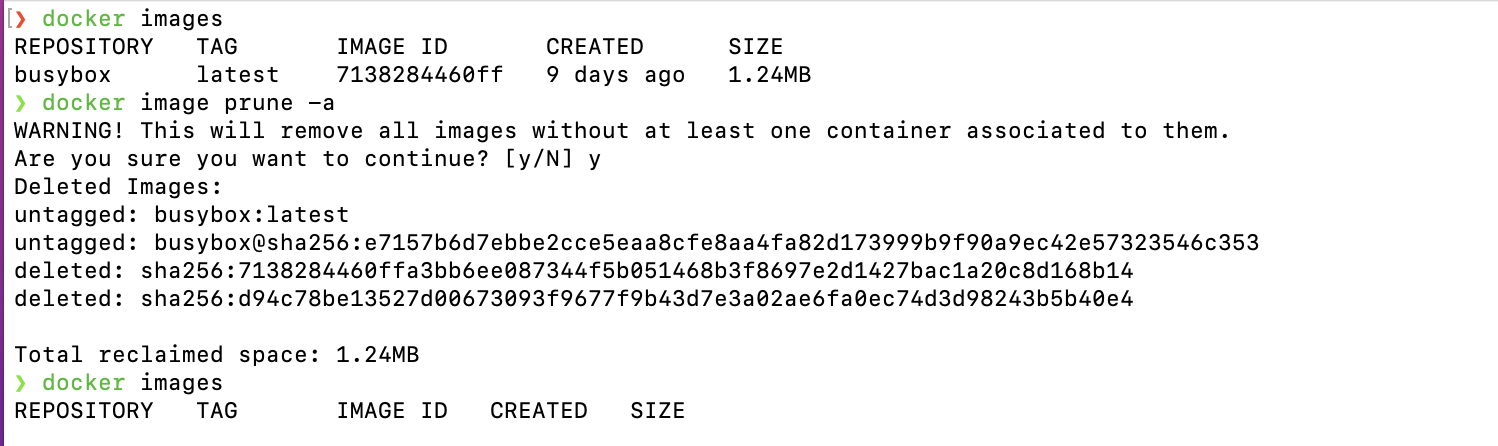 [❯ docker images
REPOSITORY   TAG       IMAGE ID       CREATED      SIZE
busybox      latest    7138284460ff   9 days ago   1.24MB
❯ docker image prune -a
WARNING! This will remove all images without at least one container associated to them.
Are you sure you want to continue? [y/N] y
Deleted Images:
untagged: busybox:latest
untagged: busybox@sha256:e7157b6d7ebbe2cce5eaa8cfe8aa4fa82d173999b9f90a9ec42e57323546c353
deleted: sha256:7138284460ffa3bb6ee087344f5b051468b3f8697e2d1427bac1a20c8d168b14
deleted: sha256:d94c78be13527d00673093f9677f9b43d7e3a02ae6fa0ec74d3d98243b5b40e4
Total reclaimed space: 1.24MB
❯ docker images
REPOSITORY   TAG       IMAGE ID   CREATED   SIZE